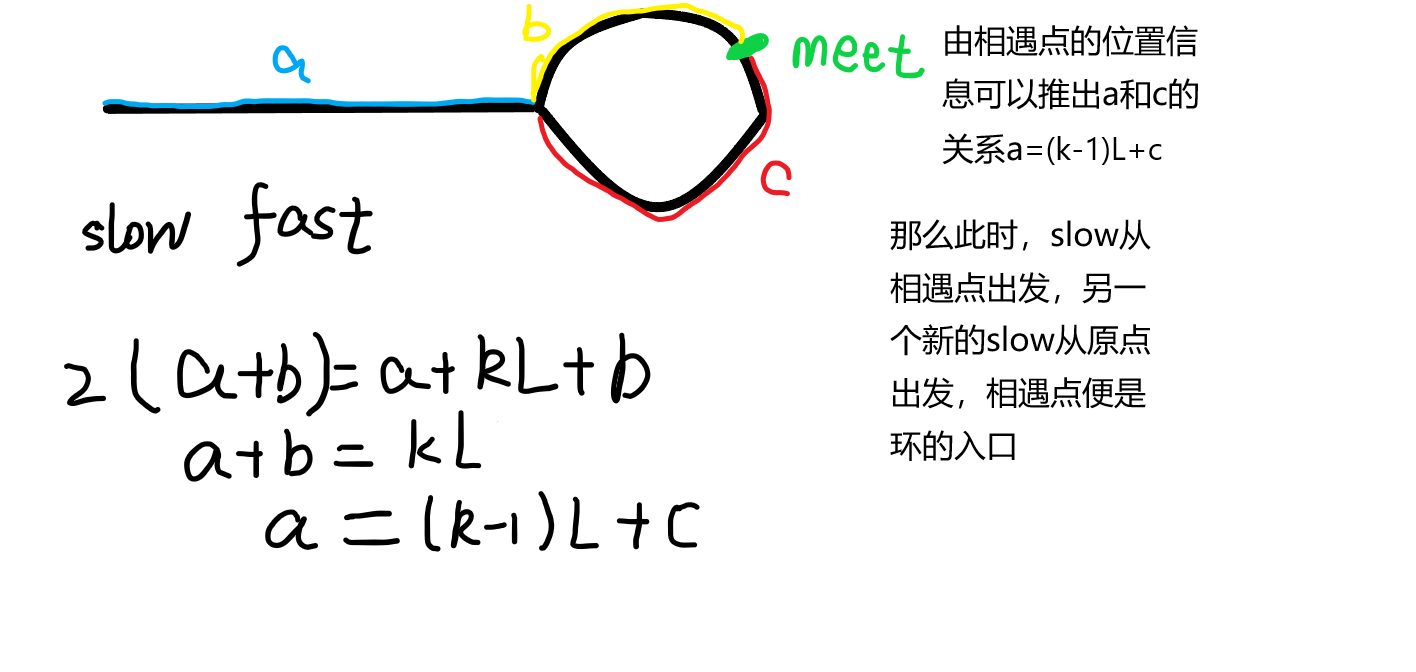 a
b
meet
c
slow fast
2(a+b)=a+kL+b
a+b=kL
a=(k-1)L+c
由相遇点的位置信
息可以推出a和c的
关系a=(k-1)L+c
那么此时，slow从
相遇点出发，另一
个新的slow从原点
出发，相遇点便是
环的入口